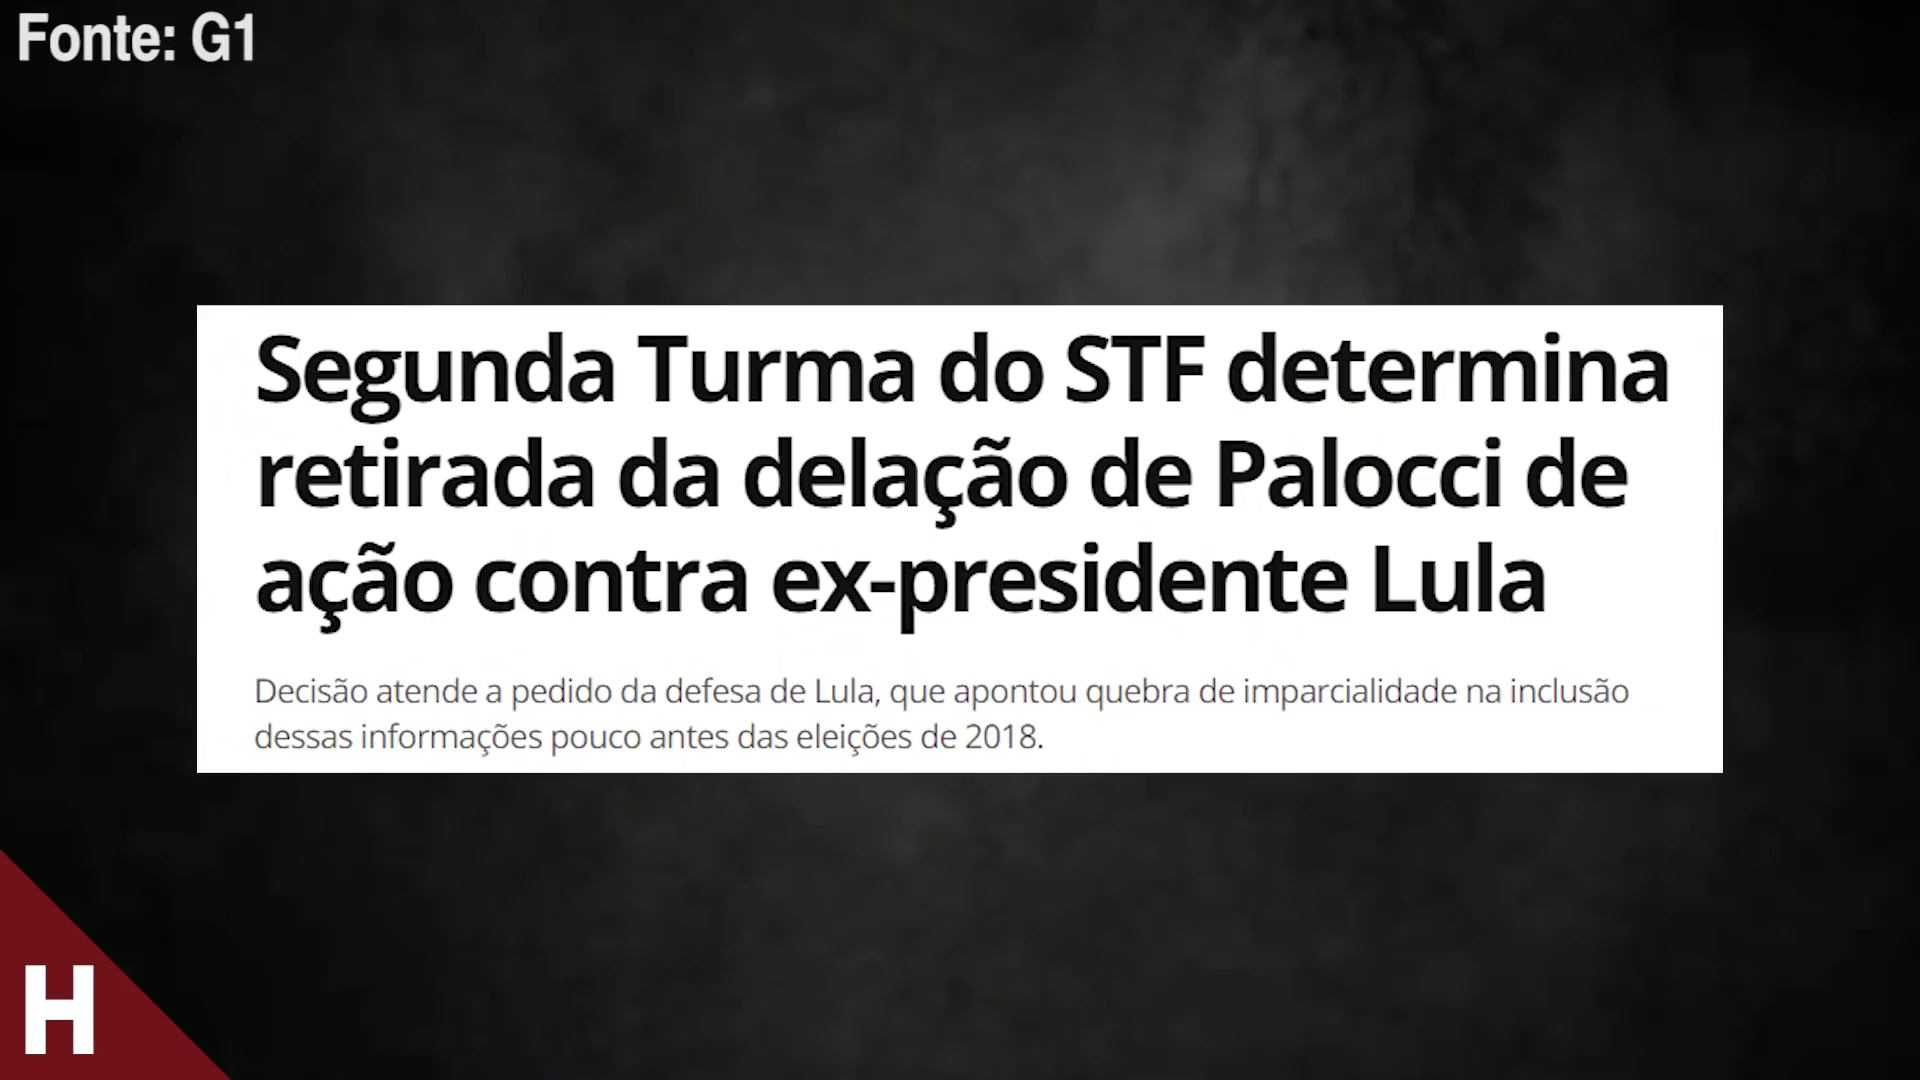 Fonte: G1
Segunda Turma do STF determina
retirada da delação de Palocci de
ação contra ex-presidente Lula
Decisão atende a pedido da defesa de Lula, que apontou quebra de imparcialidade na inclusão
dessas informações pouco antes das eleições de 2018.
H